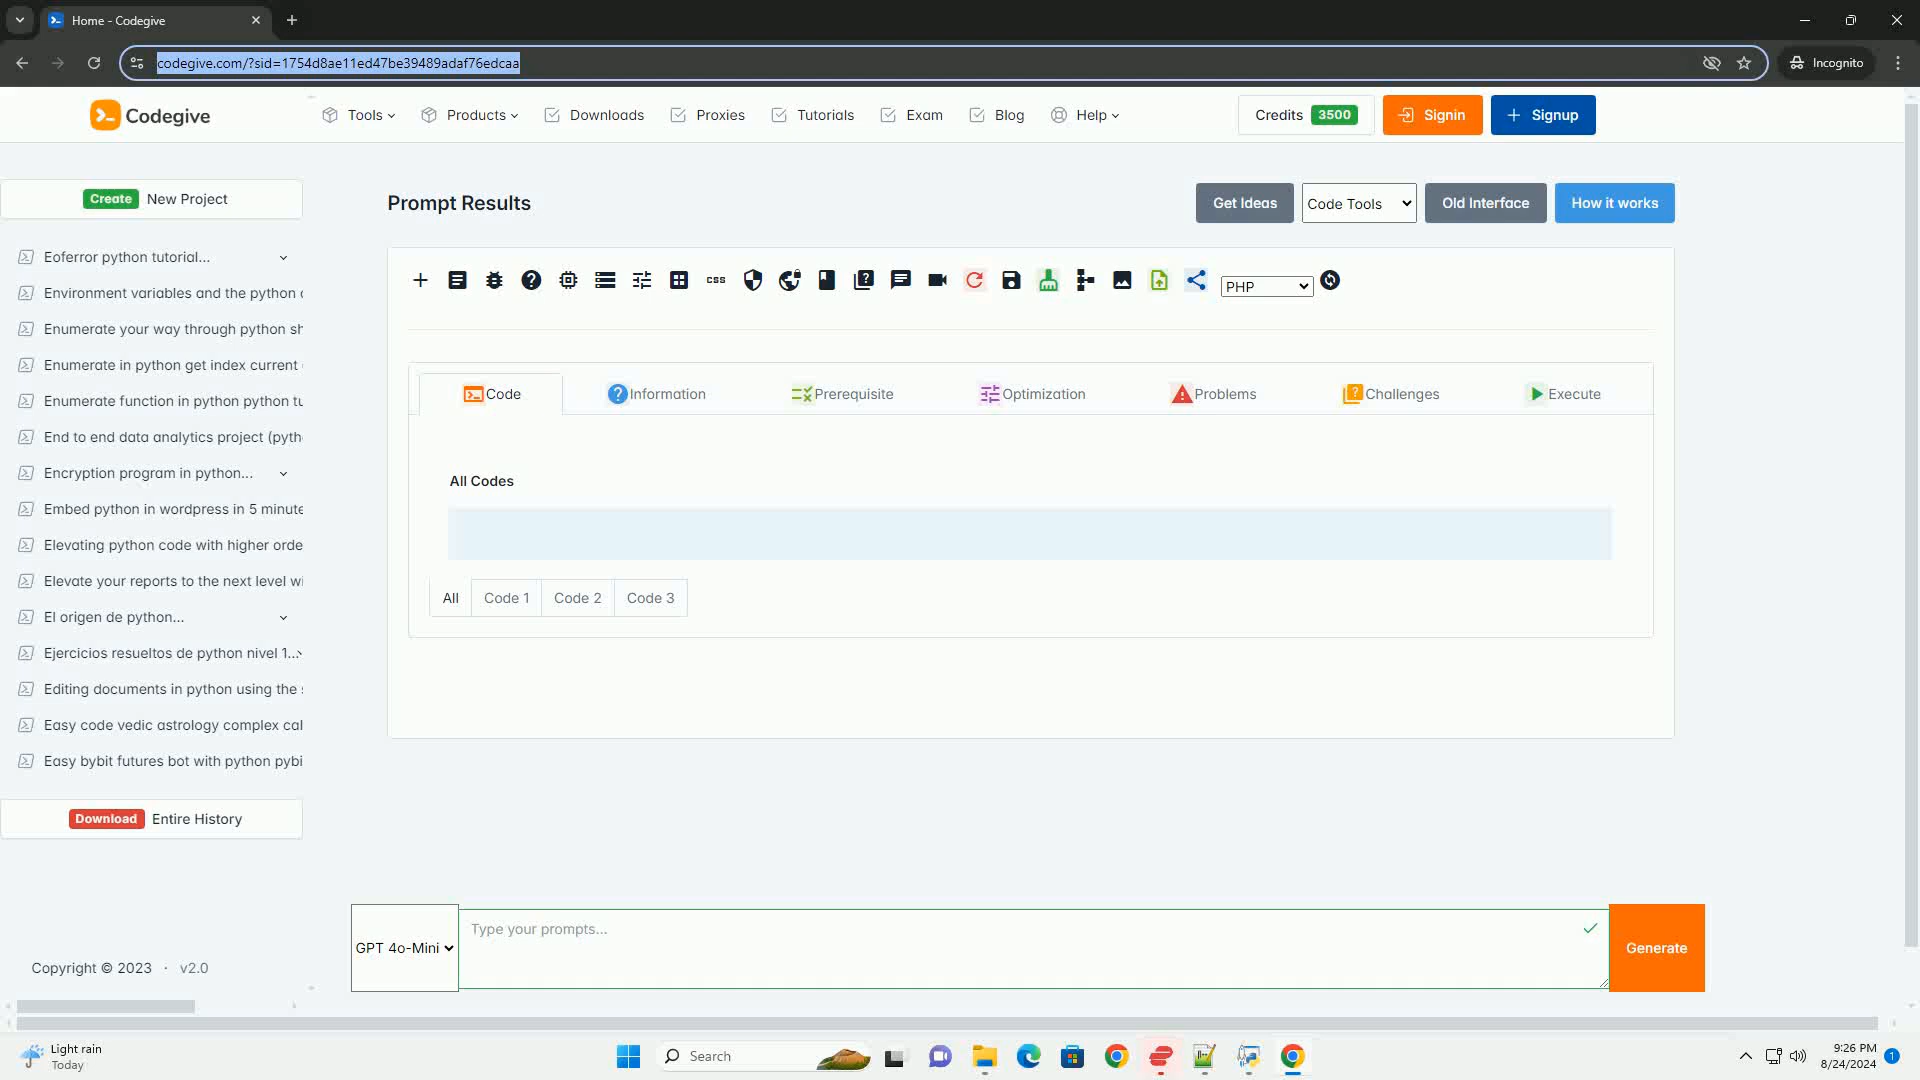 Home - Codegive
codegive.com/?sid=1754d8ae11ed47be39489adaf76edcaa
Incognito
Codegive
Tools
Products
Downloads
Proxies
Tutorials
Exam
Blog
Help
Credits 3500
Signin
Signup
Create New Project
Eoferror python tutorial...
Environment variables and the python
Enumerate your way through python sh
Enumerate in python get index current
Enumerate function in python python tu
End to end data analytics project (pyth
Encryption program in python...
Embed python in wordpress in 5 minute
Elevating python code with higher orde
Elevate your reports to the next level wi
El origen de python...
Ejercicios resueltos de python nivel 1...
Editing documents in python using the
Easy code vedic astrology complex cal
Easy bybit futures bot with python pybi
Download Entire History
Copyright © 2023 · v2.0
Prompt Results
Get Ideas
Code Tools
Old Interface
How it works
css
PHP
Code
Information
Prerequisite
Optimization
Problems
Challenges
Execute
All Codes
All
Code 1
Code 2
Code 3
GPT 4o-Mini
Type your prompts...
Generate
Light rain
Today
Search
9:26 PM
8/24/2024
1